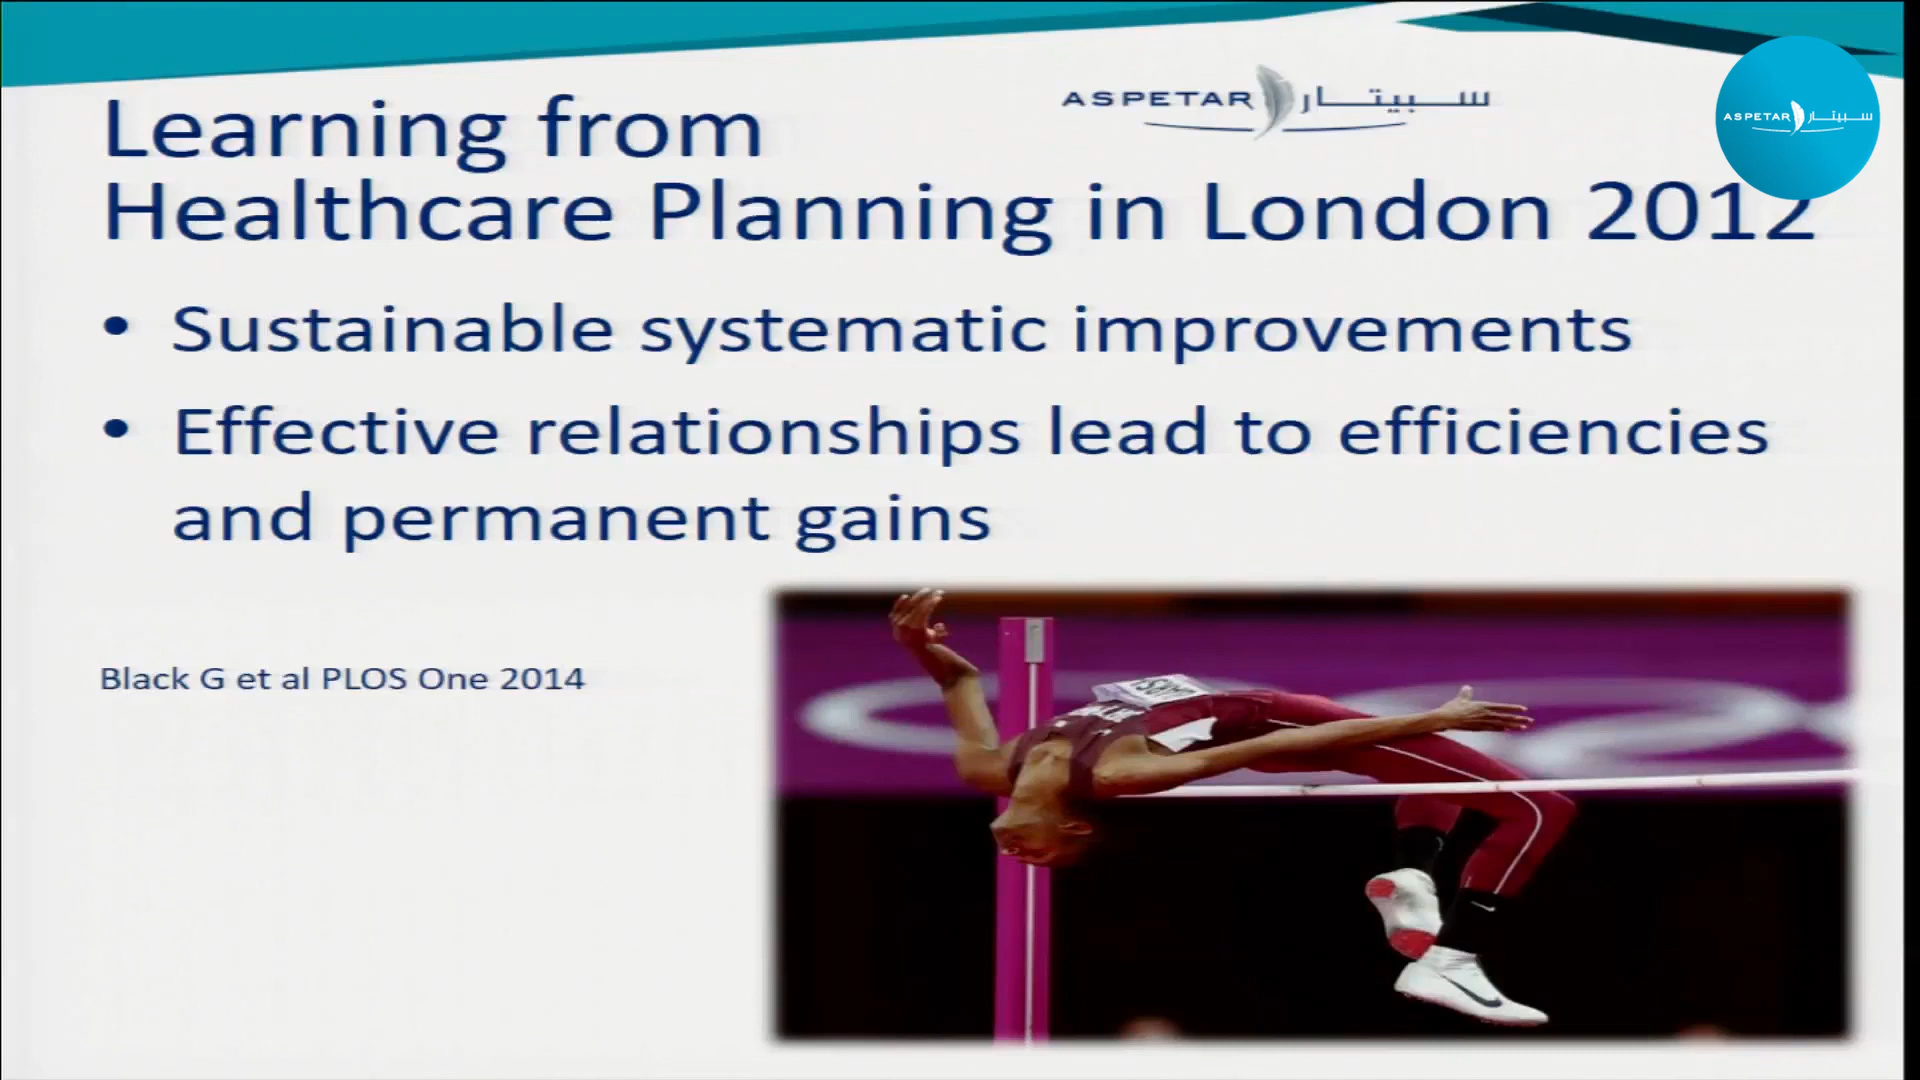 Learning from
ASPETAR سبيتار
ASPETAR سبيتار
Healthcare Planning in London 2012
• Sustainable systematic improvements
• Effective relationships lead to efficiencies
and permanent gains
Black G et al PLOS One 2014